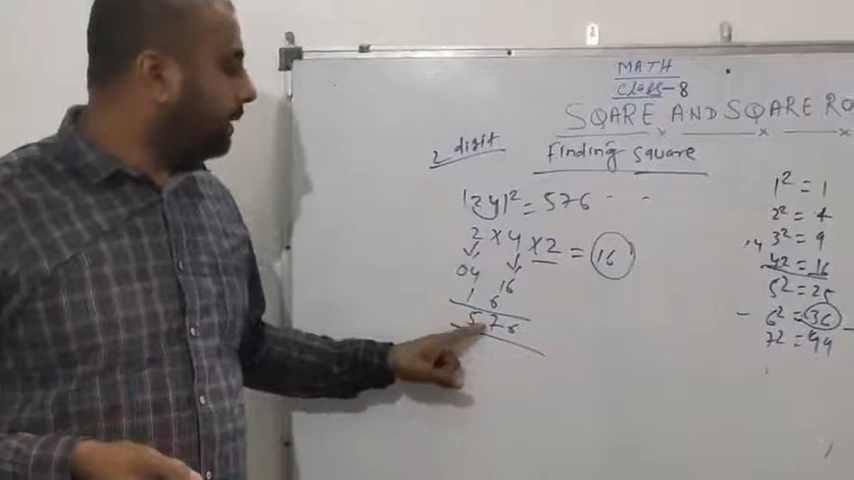 MATH
Class-8
SQARE AND SQARE RO
2 digit
Finding square
|24|² = 576
2 x 4 x 2 = 16
04 16
1 6
576
1² = 1
2² = 4
3² = 9
42 = 16
5² = 25
6² = 36
7² = 49